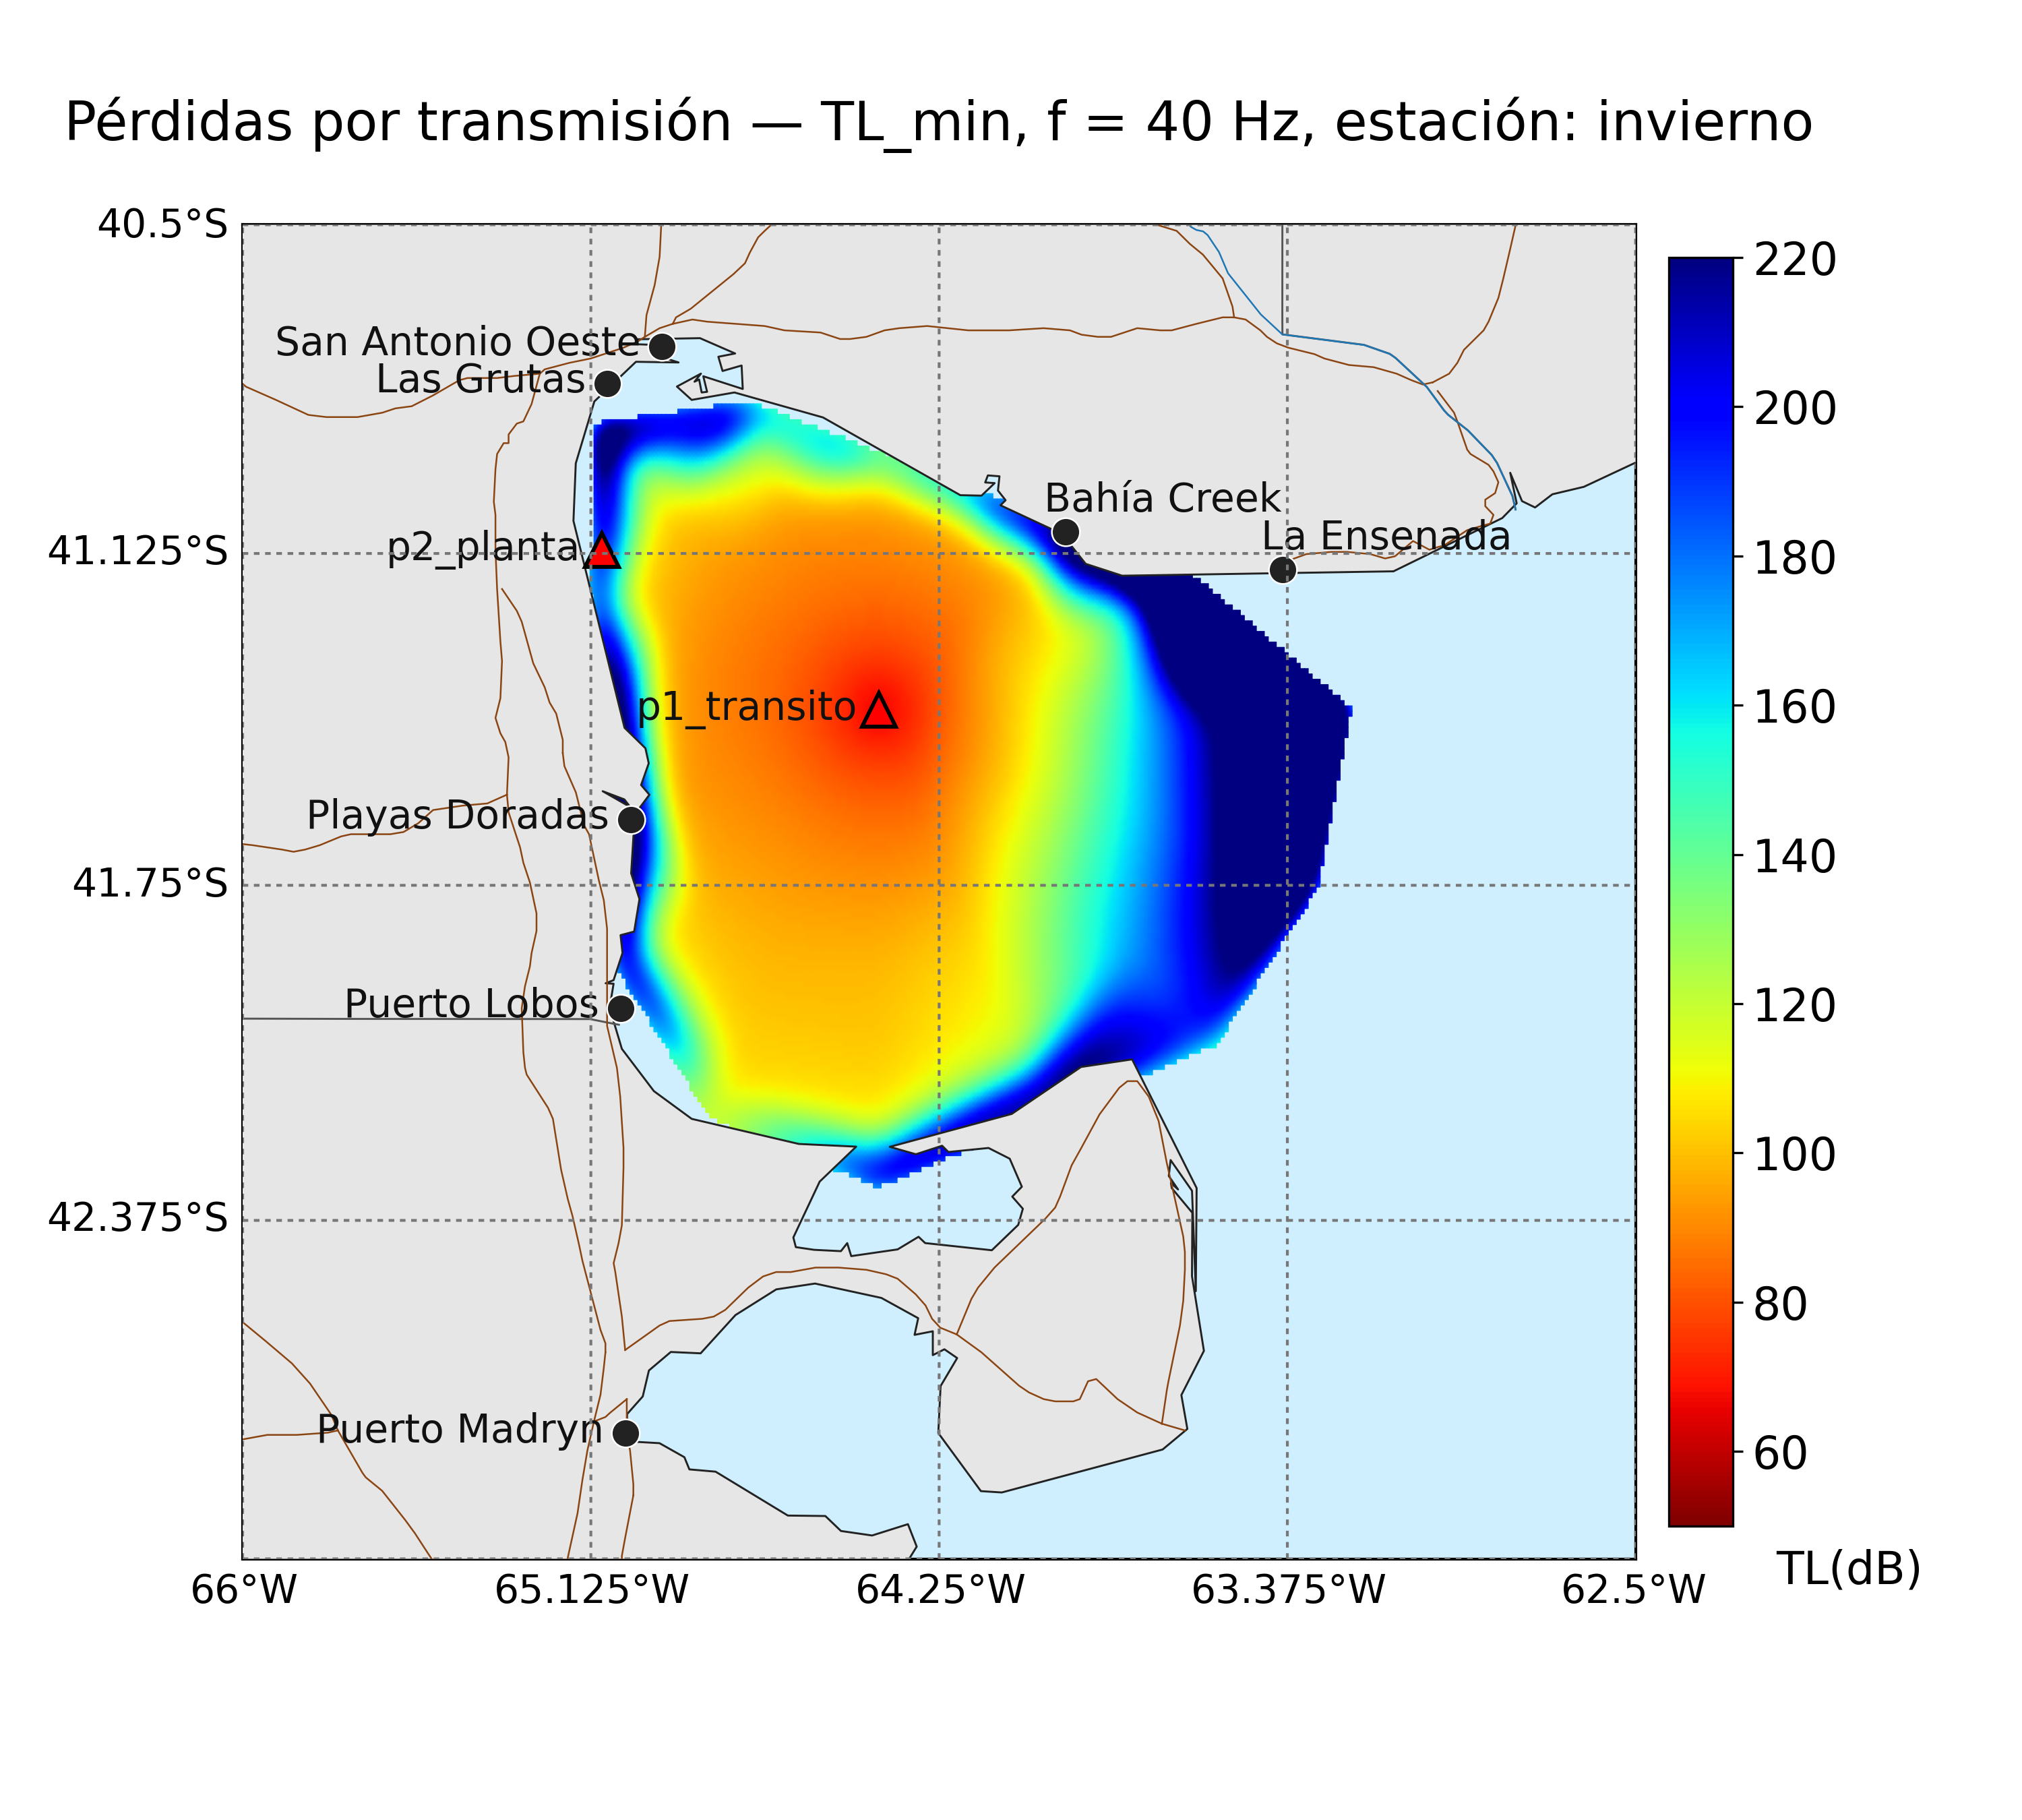 Pérdidas por transmisión — TL_min, f = 40 Hz, estación: invierno
40.5°S
220
San Antonio Oeste
Las Grutas
200
Bahía Creek
La Ensenada
p2_planta
41.125°S
180
p1_transito
160
Playas Doradas
140
41.75°S
Puerto Lobos
120
100
42.375°S
80
Puerto Madryn
60
TL(dB)
66°W
65.125°W
64.25°W
63.375°W
62.5°W